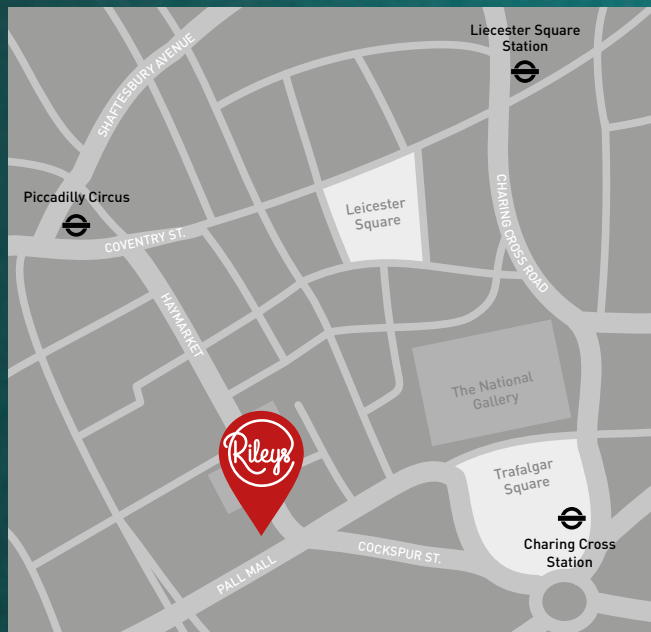 Liecester Square
Station
SHAFTESBURY AVENUE
Piccadilly Circus
COVENTRY ST.
Leicester
Square
CHARING CROSS ROAD
HAYMARKET
The National
Gallery
Rileys
Trafalgar
Square
Charing Cross
Station
COCKSPUR ST.
PALL MALL